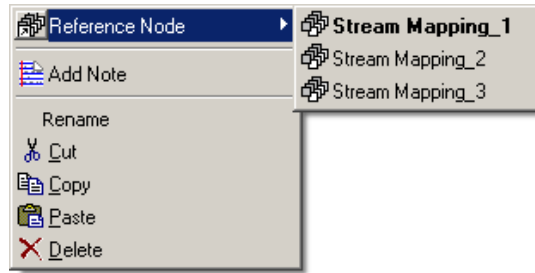 Reference Node
Add Note
Rename
Cut
Copy
Paste
Delete
Stream Mapping_1
Stream Mapping_2
Stream Mapping_3